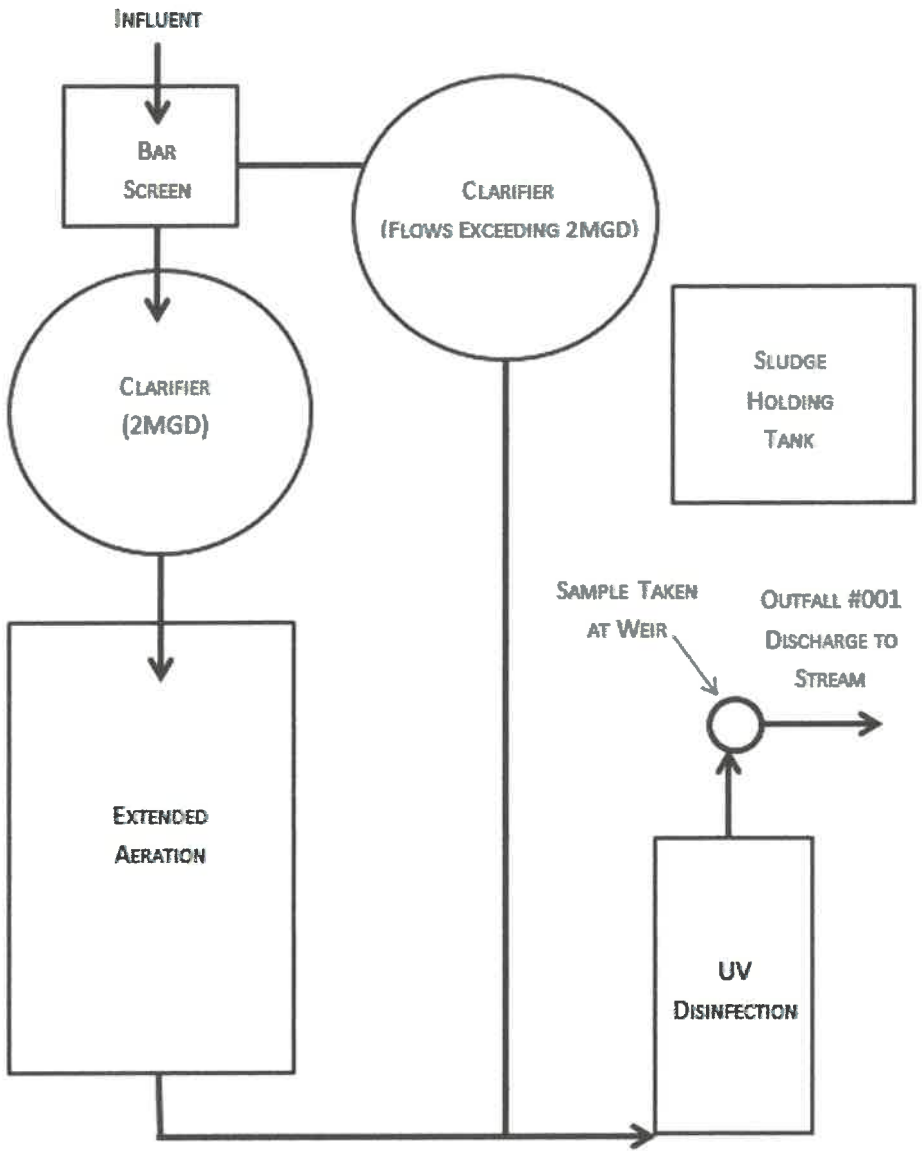 INFLUENT
BAR
SCREEN
CLARIFIER
(FLOWS EXCEEDING 2MGD)
CLARIFIER
(2MGD)
SLUDGE
HOLDING
TANK
SAMPLE TAKEN
AT WEIR
OUTFALL #001
DISCHARGE TO
STREAM
EXTENDED
AERATION
UV
DISINFECTION